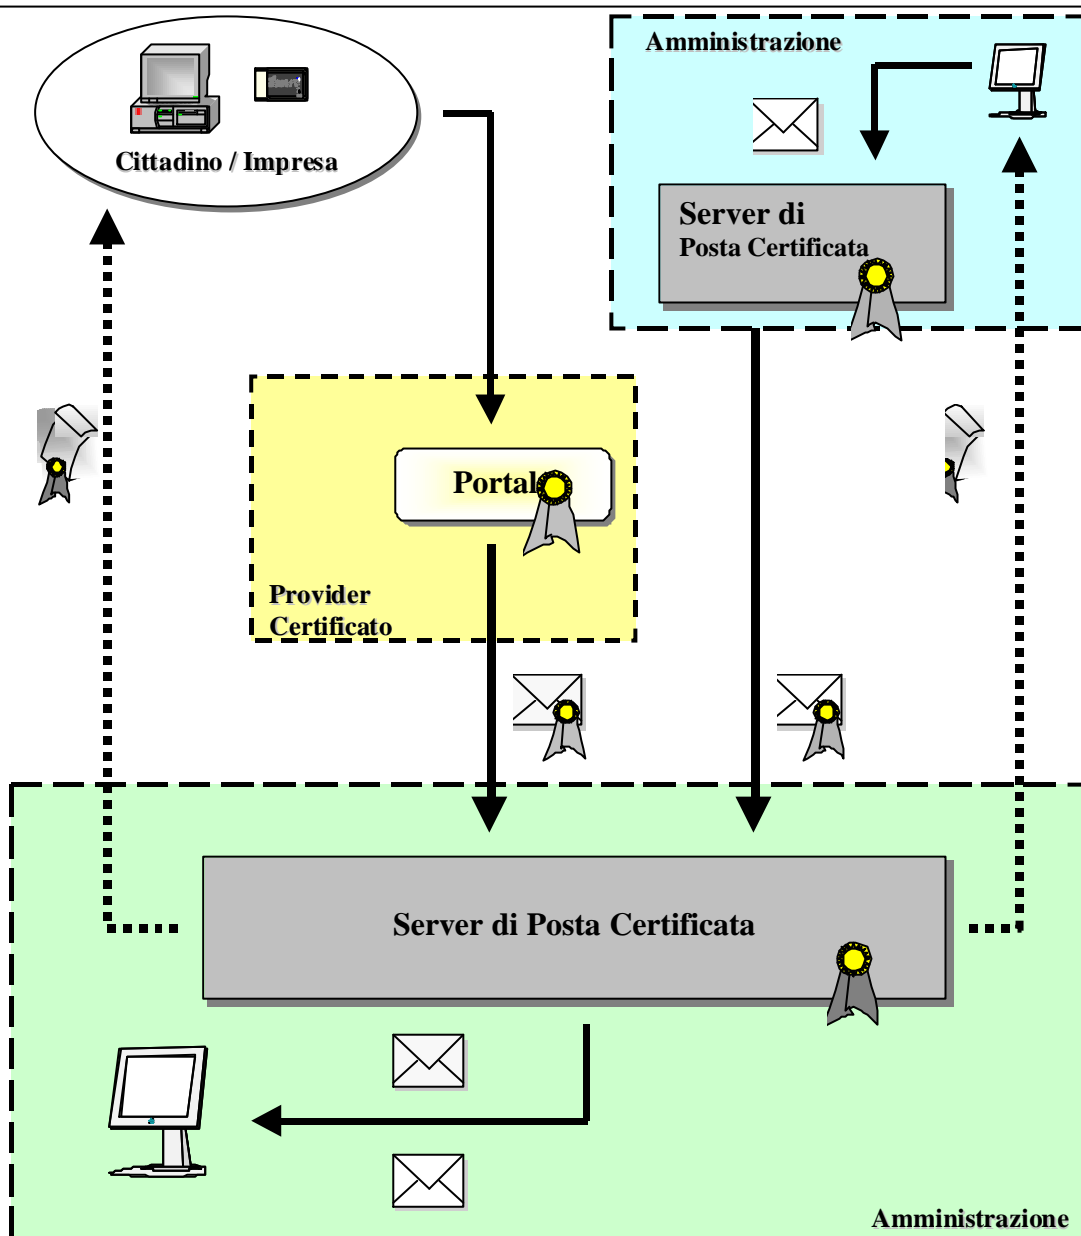 Amministrazione
Cittadino / Impresa
Server di
Posta Certificata
Portal
Provider
Certificato
Server di Posta Certificata
Amministrazione